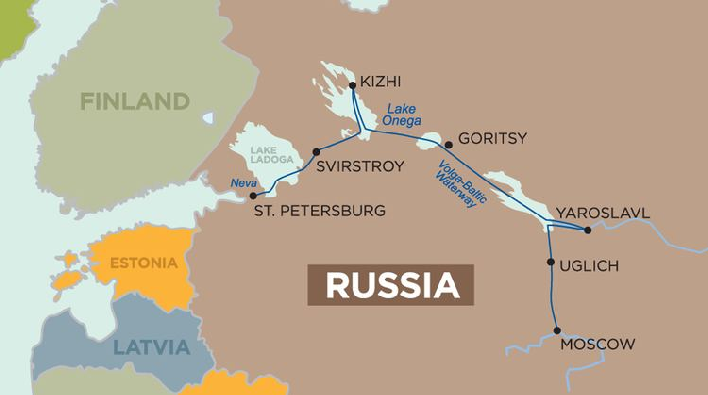 KIZHI
FINLAND
Lake
Onega
GORITSY
LAKE
LADOGA
SVIRSTROY
Neva
Volga-Baltic
Waterway
ST. PETERSBURG
YAROSLAVL
ESTONIA
UGLICH
RUSSIA
LATVIA
MOSCOW